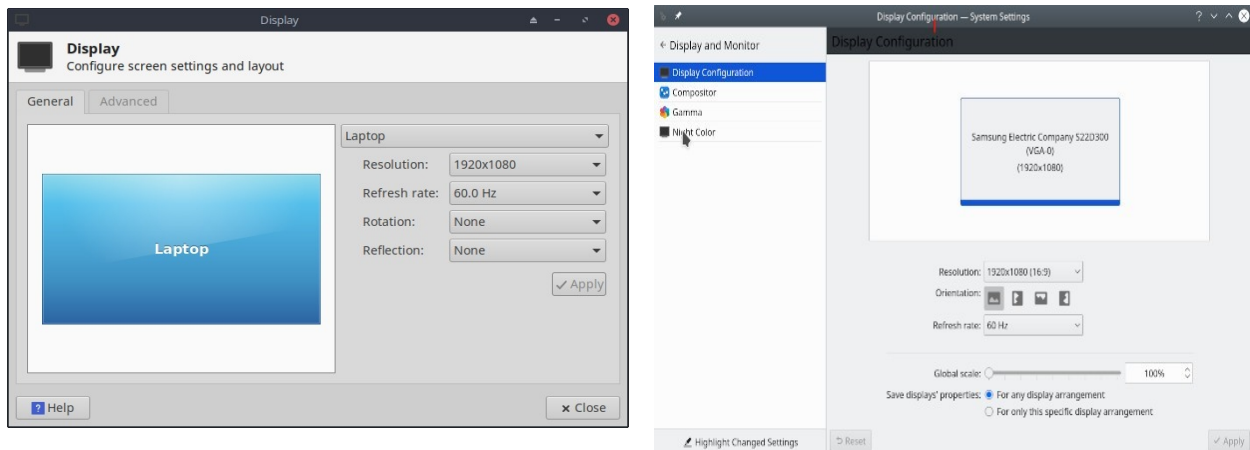 Display
Display
Configure screen settings and layout
General
Advanced
Laptop
Laptop
Resolution: 1920x1080
Refresh rate: 60.0 Hz
Rotation: None
Reflection: None
Apply
Help
Close
Display Configuration — System Settings
Display and Monitor
Display Configuration
Compositor
Gamma
Night Color
Highlight Changed Settings
Display Configuration
Samsung Electric Company S22D300
(VGA-0)
(1920x1080)
Resolution: 1920x1080 (16:9)
Orientation:
Refresh rate: 60 Hz
Global scale: 100%
Save displays' properties: For any display arrangement
For only this specific display arrangement
Reset
Apply